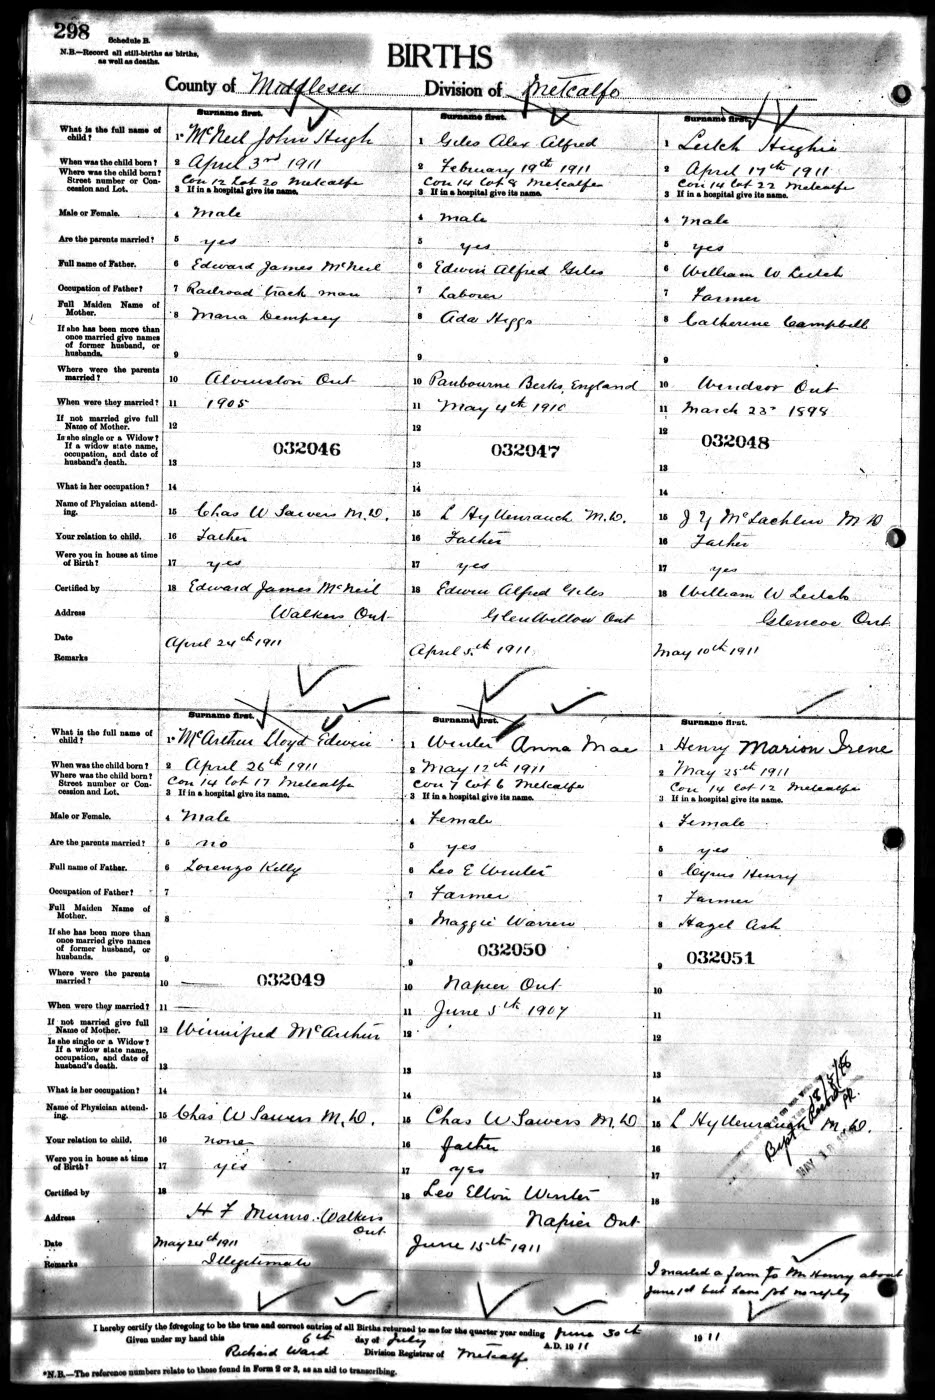 298
Schedule B.
N.B.—Record all still-births as births, as well as deaths.
BIRTHS
County of Middlesex Division of Metcalfe
Surname first.
What is the full name of child? 1* McNeil John Hugh
When was the child born? 2 April 3rd 1911
Where was the child born? Street number or Concession and Lot. Con 12 Lot 20 Metcalfe
3 If in a hospital give its name.
Male or Female. 4 Male
Are the parents married? 5 yes
Full name of Father. 6 Edward James McNeil
Occupation of Father? 7 Railroad track man
Full Maiden Name of Mother. 8 Maria Dempsey
If she has been more than once married give names of former husband, or husbands. 9
Where were the parents married? 10 Alvinston Ont
When were they married? 11 1905
If not married give full Name of Mother. 12
Is she single or a Widow? If a widow state name, occupation, and date of husband's death. 13
032046
What is her occupation? 14
Name of Physician attending. 15 Chas W Sawers M.D.
Your relation to child. 16 Father
Were you in house at time of Birth? 17 yes
Certified by 18 Edward James McNeil
Address Walkers Ont
Date April 24th 1911
Remarks
Surname first.
1 Giles Alex Alfred
2 February 19th 1911
Con 14 Lot 8 Metcalfe
3 If in a hospital give its name.
4 Male
5 yes
6 Edwin Alfred Giles
7 Laborer
8 Ada Higgs
9
10 Panbourne Berks, England
11 May 4th 1910
12
032047
13
14
15 L Hyttenrauch M.D.
16 Father
17 yes
18 Edwin Alfred Giles
Glen Willow Ont
April 5th 1911
Surname first.
1 Leitch Hughie
2 April 17th 1911
Con 14 Lot 22 Metcalfe
3 If in a hospital give its name.
4 Male
5 yes
6 William W Leitch
7 Farmer
8 Catherine Campbell
9
10 Windsor Ont
11 March 23rd 1898
12
032048
13
14
15 J Y McLachlin M D
16 Father
17 yes
18 William W Leitch
Glencoe Ont
May 10th 1911
Surname first.
What is the full name of child? 1* McArthur Lloyd Edwin
When was the child born? 2 April 26th 1911
Where was the child born? Street number or Concession and Lot. Con 14 Lot 17 Metcalfe
3 If in a hospital give its name.
Male or Female. 4 Male
Are the parents married? 5 no
Full name of Father. 6 Lorenzo Kelly
Occupation of Father? 7
Full Maiden Name of Mother. 8
If she has been more than once married give names of former husband, or husbands. 9
Where were the parents married? 10
032049
When were they married? 11
If not married give full Name of Mother. 12 Winnifred McArthur
Is she single or a Widow? If a widow state name, occupation, and date of husband's death. 13
What is her occupation? 14
Name of Physician attending. 15 Chas W Sawers M.D.
Your relation to child. 16 none
Were you in house at time of Birth? 17 yes
Certified by 18
Address H F Munro. Walkers Ont
Date May 24th 1911
Remarks Illegitimate
Surname first.
1 Winter Anna Mae
2 May 12th 1911
Con 7 Lot 6 Metcalfe
3 If in a hospital give its name.
4 Female
5 yes
6 Leo E Winter
7 Farmer
8 Maggie Warren
032050
9
10 Napier Ont
11 June 5th 1907
12
13
14
15 Chas W Sawers M.D.
16 father
17 yes
18 Leo Elton Winter
Napier Ont
June 15th 1911
Surname first.
1 Henry Marion Irene
2 May 25th 1911
Con 14 Lot 12 Metcalfe
3 If in a hospital give its name.
4 Female
5 yes
6 Cyrus Henry
7 Farmer
8 Hazel Ash
032051
9
10
11
12
13
14
15 L Hyttenrauch M.D.
16
17
18
MAY
I mailed a form to Mr Henry about
June 1st but have got no reply
I hereby certify the foregoing to be the true and correct entries of all Births returned to me for the quarter year ending June 30th 1911
Given under my hand this 6th day of July A.D. 1911
Richard Ward Division Registrar of Metcalfe
*N.B.—The reference numbers relate to those found in Form 2 or 3, as an aid to transcribing.